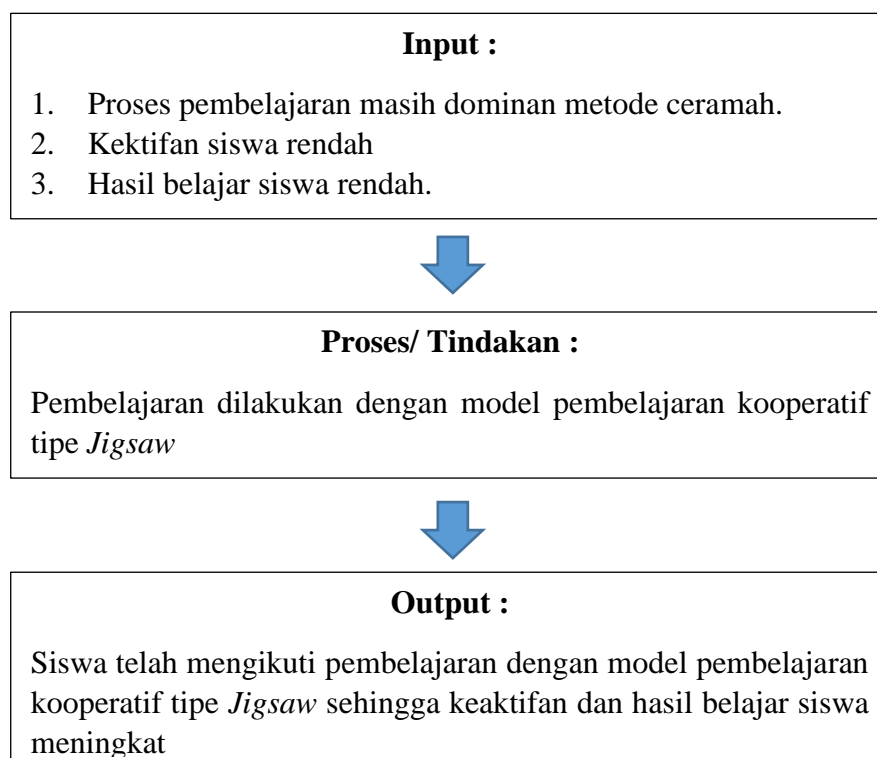 Input :
1. Proses pembelajaran masih dominan metode ceramah.
2. Kektifan siswa rendah
3. Hasil belajar siswa rendah.
Proses/ Tindakan :
Pembelajaran dilakukan dengan model pembelajaran kooperatif
tipe Jigsaw
Output :
Siswa telah mengikuti pembelajaran dengan model pembelajaran
kooperatif tipe Jigsaw sehingga keaktifan dan hasil belajar siswa
meningkat